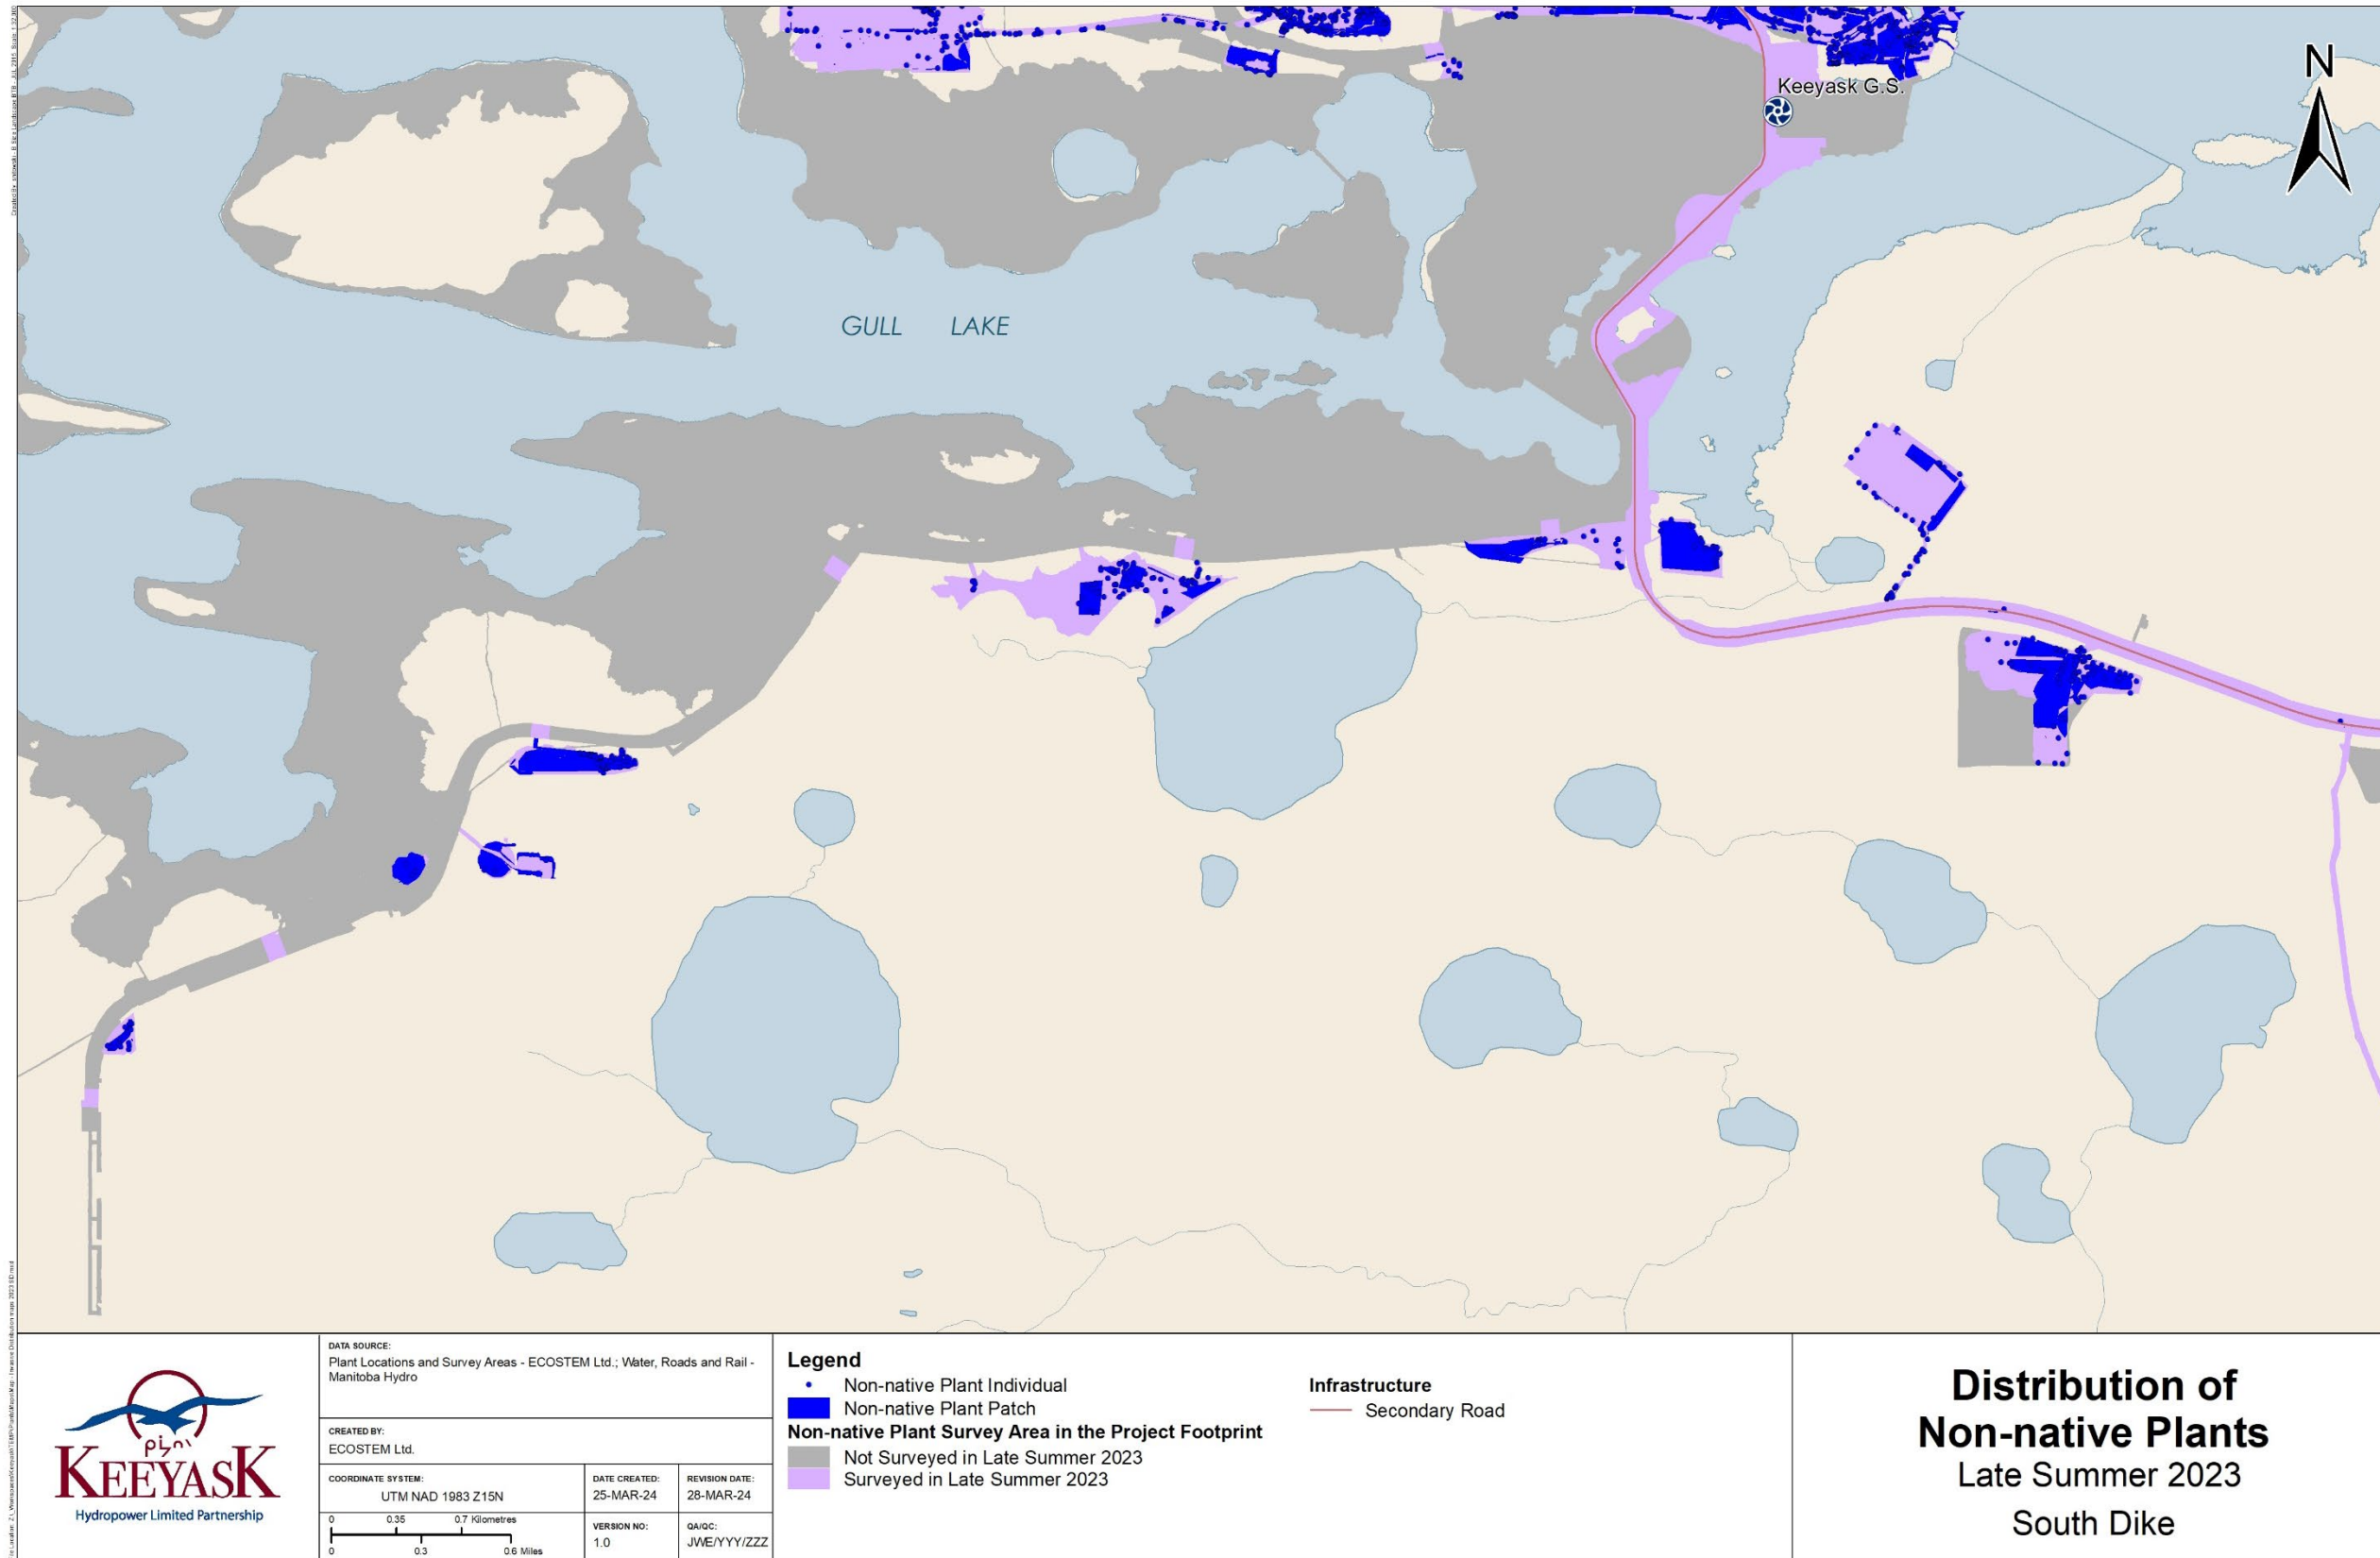 N
Keeyask G.S.
GULL LAKE
KEEYASK
Hydropower Limited Partnership
DATA SOURCE:
Plant Locations and Survey Areas - ECOSTEM Ltd.; Water, Roads and Rail -
Manitoba Hydro
CREATED BY:
ECOSTEM Ltd.
COORDINATE SYSTEM:
UTM NAD 1983 Z15N
DATE CREATED:
25-MAR-24
REVISION DATE:
28-MAR-24
0 0.35 0.7 Kilometres
0 0.3 0.6 Miles
VERSION NO:
1.0
QA/QC:
JWE/YYY/ZZZ
Legend
Non-native Plant Individual
Non-native Plant Patch
Non-native Plant Survey Area in the Project Footprint
Not Surveyed in Late Summer 2023
Surveyed in Late Summer 2023
Infrastructure
Secondary Road
Distribution of
Non-native Plants
Late Summer 2023
South Dike